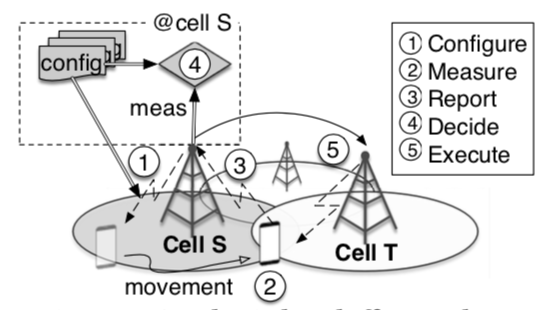 @cell S
config
④
① Configure
② Measure
③ Report
④ Decide
⑤ Execute
meas
①
③
⑤
Cell S
Cell T
movement
②